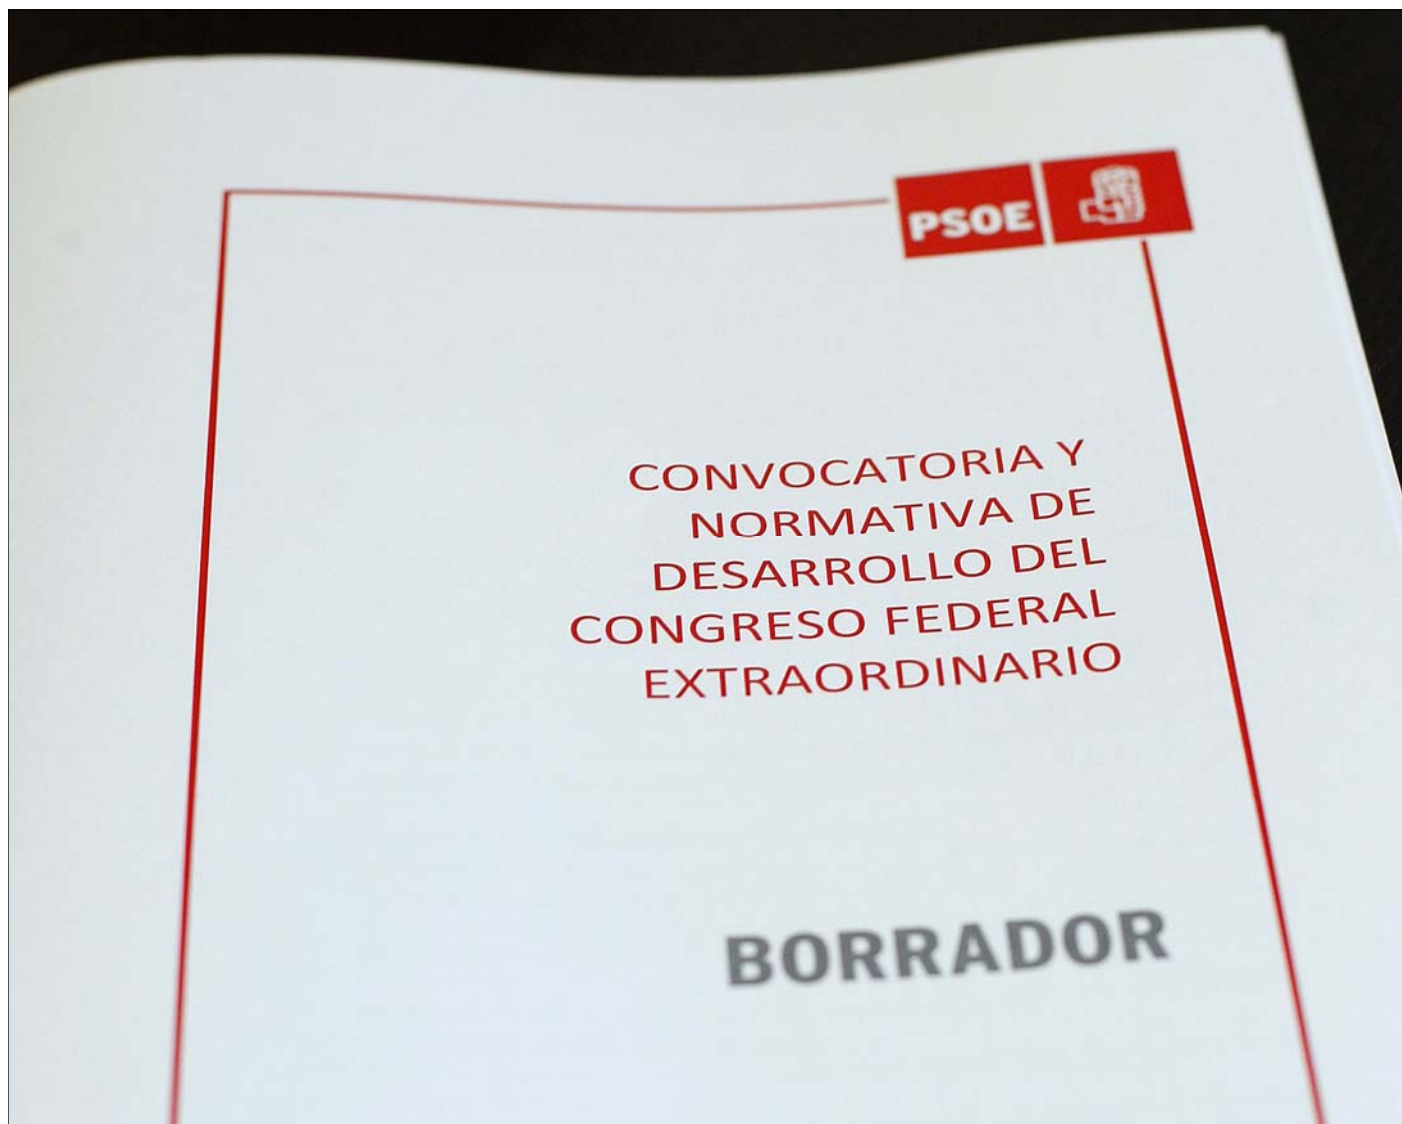 PSOE
CONVOCATORIA Y
NORMATIVA DE
DESARROLLO DEL
CONGRESO FEDERAL
EXTRAORDINARIO
BORRADOR